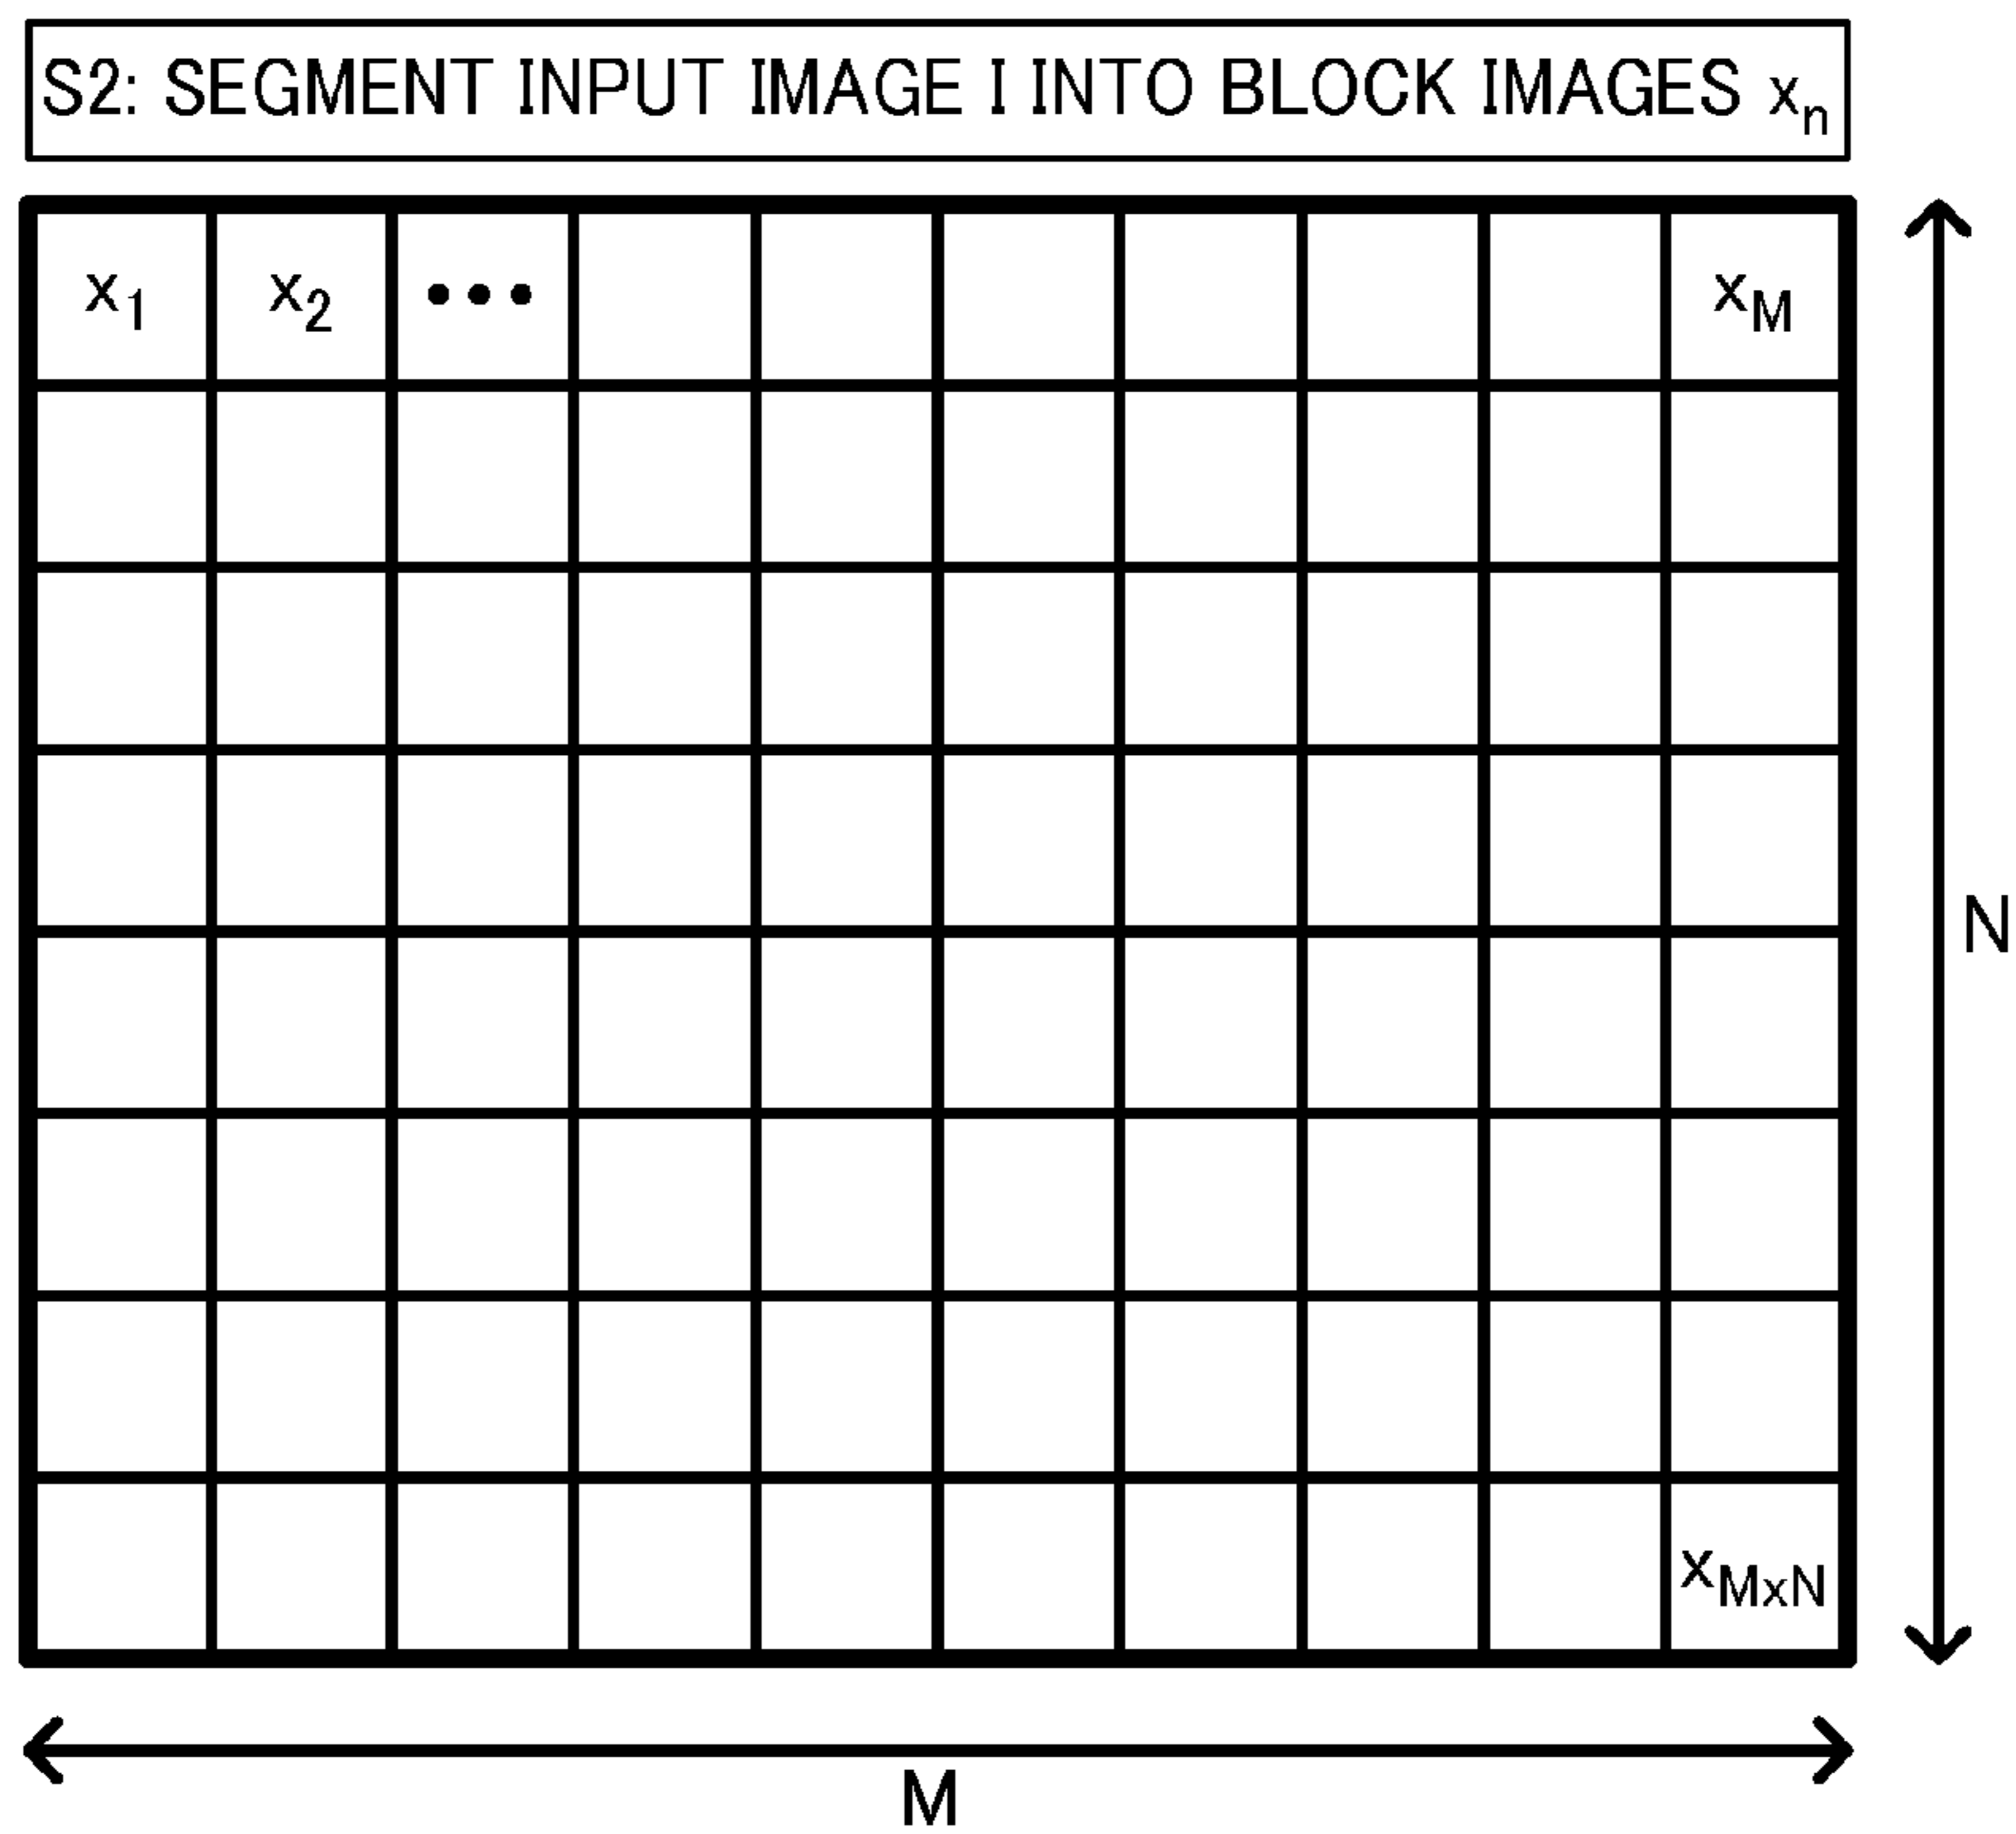 S2: SEGMENT INPUT IMAGE I INTO BLOCK IMAGES xn
x1 x2 ••• xM
N
xMxN
M